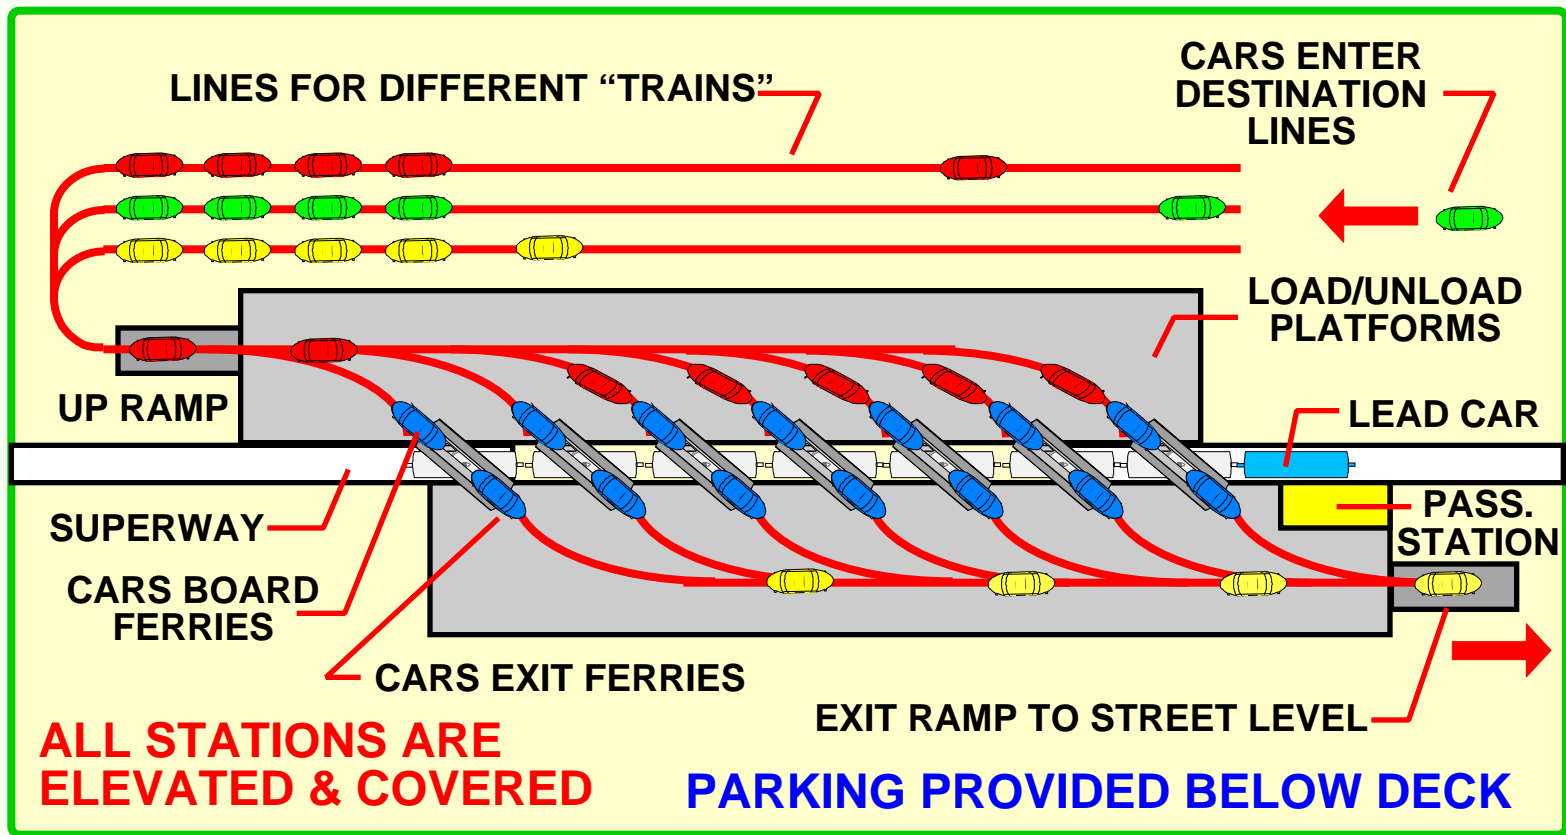 LINES FOR DIFFERENT “TRAINS”
CARS ENTER
DESTINATION
LINES
LOAD/UNLOAD
PLATFORMS
UP RAMP
LEAD CAR
SUPERWAY
PASS.
STATION
CARS BOARD
FERRIES
CARS EXIT FERRIES
EXIT RAMP TO STREET LEVEL
ALL STATIONS ARE
ELEVATED & COVERED
PARKING PROVIDED BELOW DECK